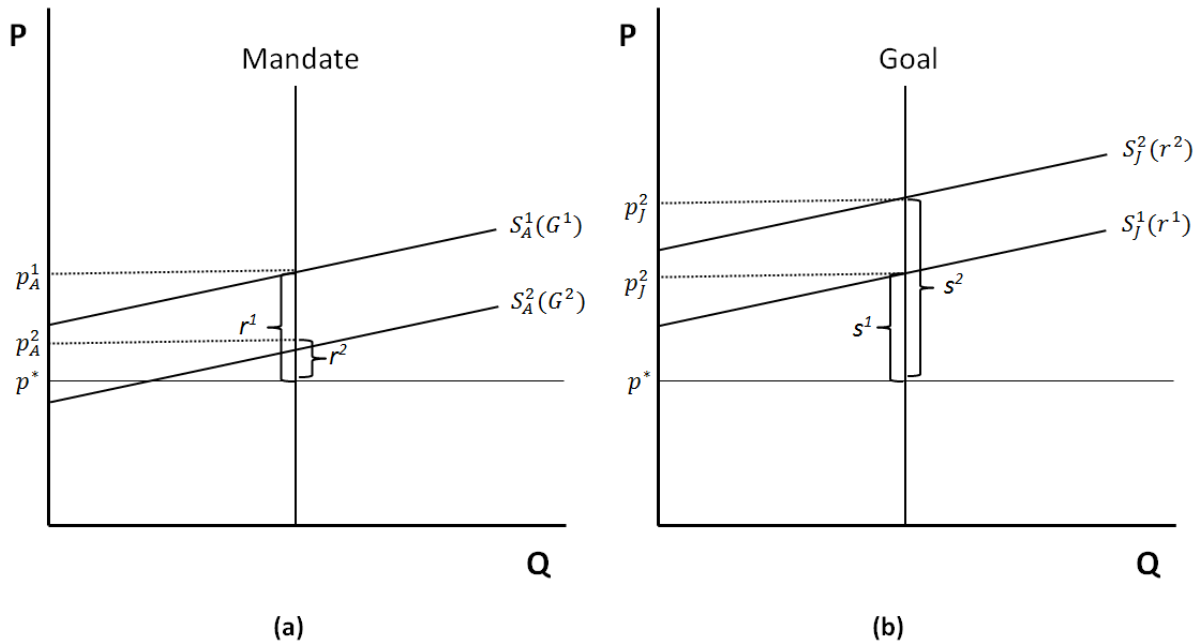 P
Mandate
S_A^1(G^1)
p_A^1
S_A^2(G^2)
r^1
p_A^2
r^2
p^*
Q
(a)
P
Goal
S_J^2(r^2)
p_J^2
S_J^1(r^1)
p_J^2
s^2
s^1
p^*
Q
(b)